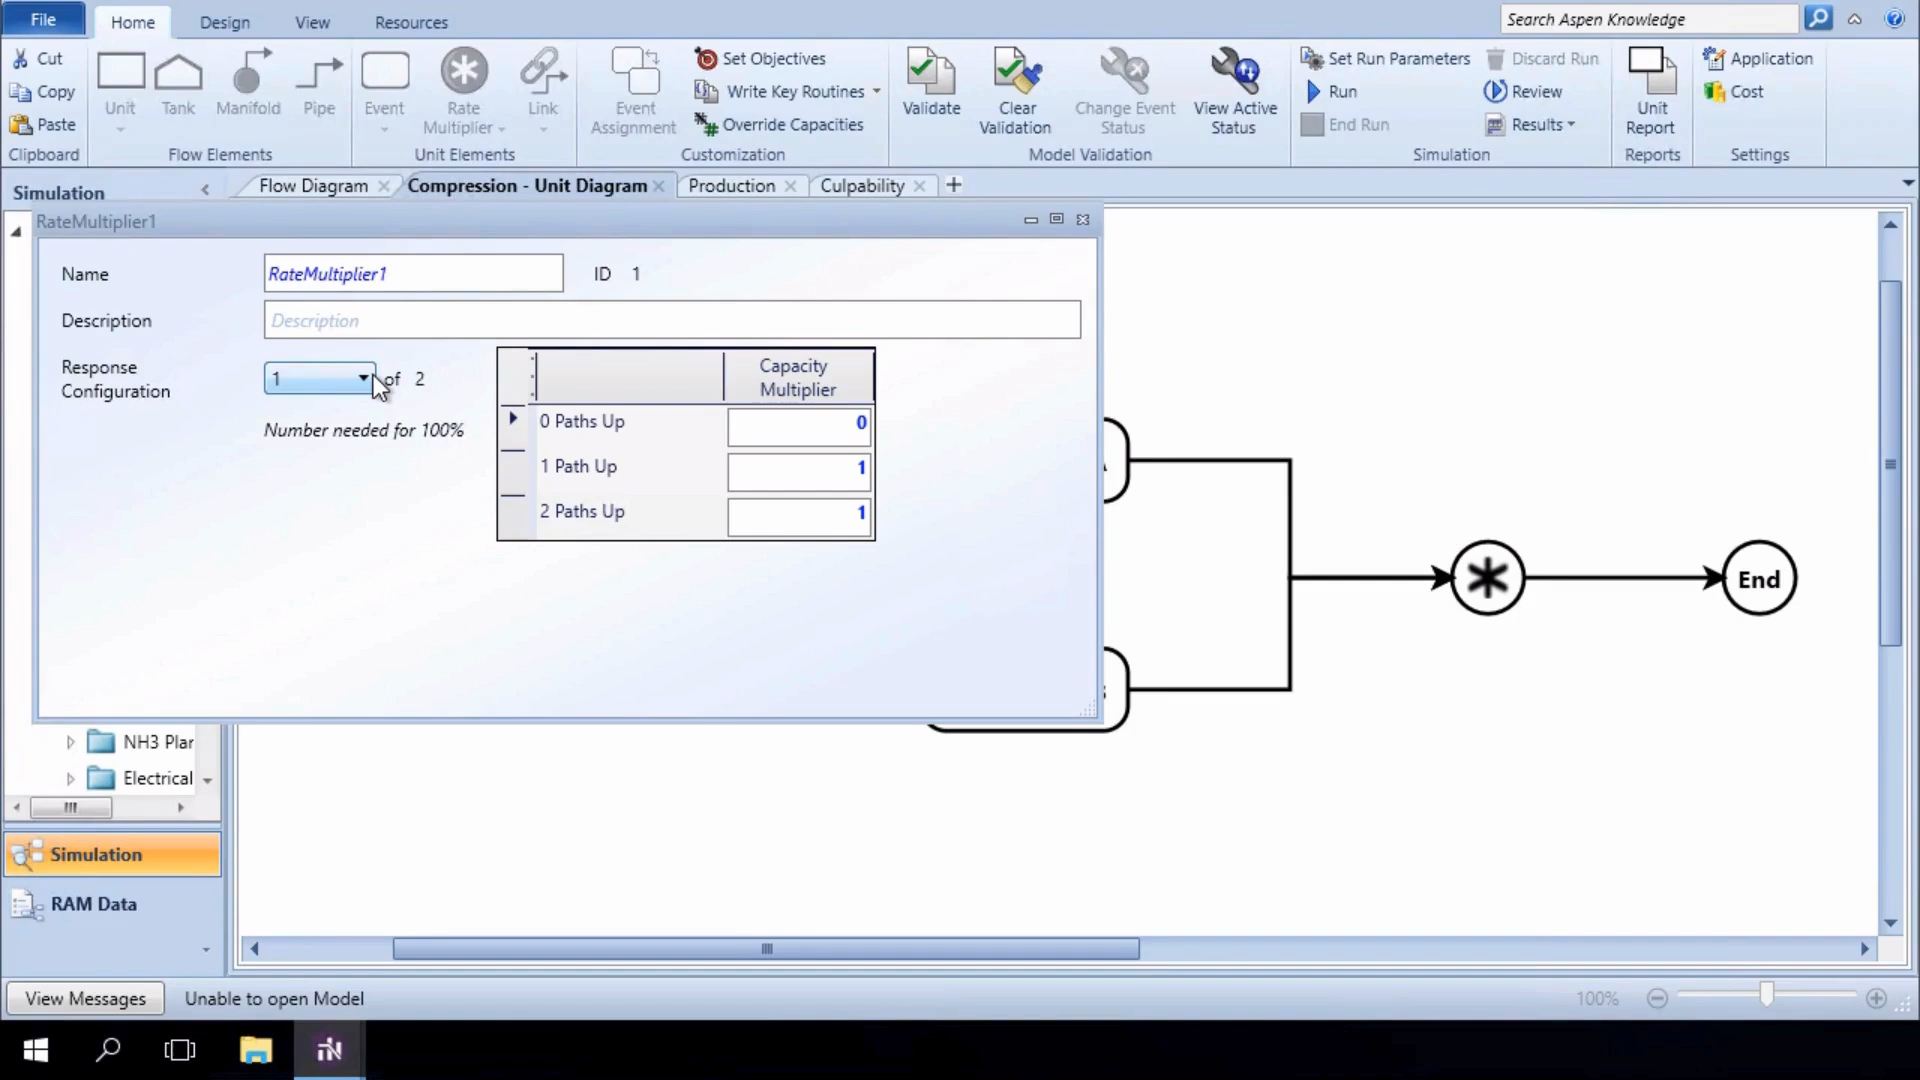 File
Home
Design
View
Resources
Search Aspen Knowledge
Cut
Copy
Paste
Clipboard
Unit
Tank
Manifold
Pipe
Flow Elements
Event
Rate
Multiplier
Link
Unit Elements
Event
Assignment
Set Objectives
Write Key Routines
Override Capacities
Customization
Validate
Clear
Validation
Change Event
Status
View Active
Status
Model Validation
Set Run Parameters
Run
End Run
Discard Run
Review
Results
Simulation
Unit
Report
Reports
Application
Cost
Settings
Simulation
Flow Diagram
Compression - Unit Diagram
Production
Culpability
RateMultiplier1
Name
RateMultiplier1
ID 1
Description
Description
Response
Configuration
1
of 2
Number needed for 100%
Capacity
Multiplier
0 Paths Up 0
1 Path Up 1
2 Paths Up 1
End
NH3 Plar
Electrical
Simulation
RAM Data
View Messages
Unable to open Model
100%